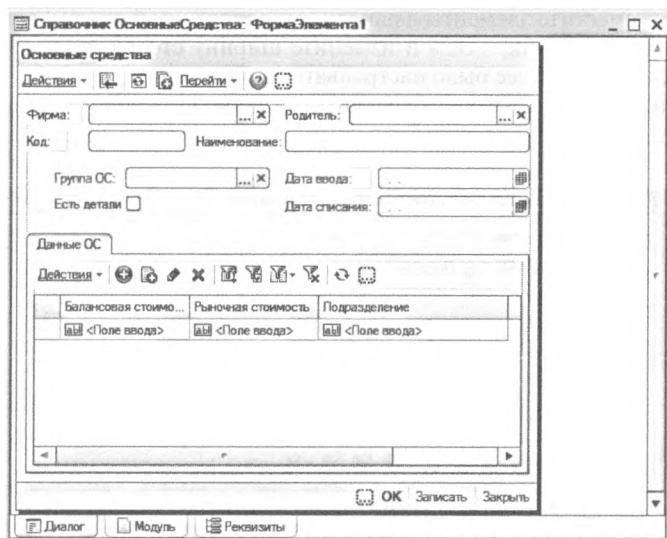 Справочник ОсновныеСредства: ФормаЭлемента1
Основные средства
Действия Перейти
Фирма: ... Родитель: ...
Код: Наименование:
Группа ОС: ... Дата ввода: . .
Есть детали Дата списания: . .
Данные ОС
Действия
Балансовая стоимо... Рыночная стоимость Подразделение
<Поле ввода> <Поле ввода> <Поле ввода>
OK Записать Закрыть
Диалог Модуль Реквизиты